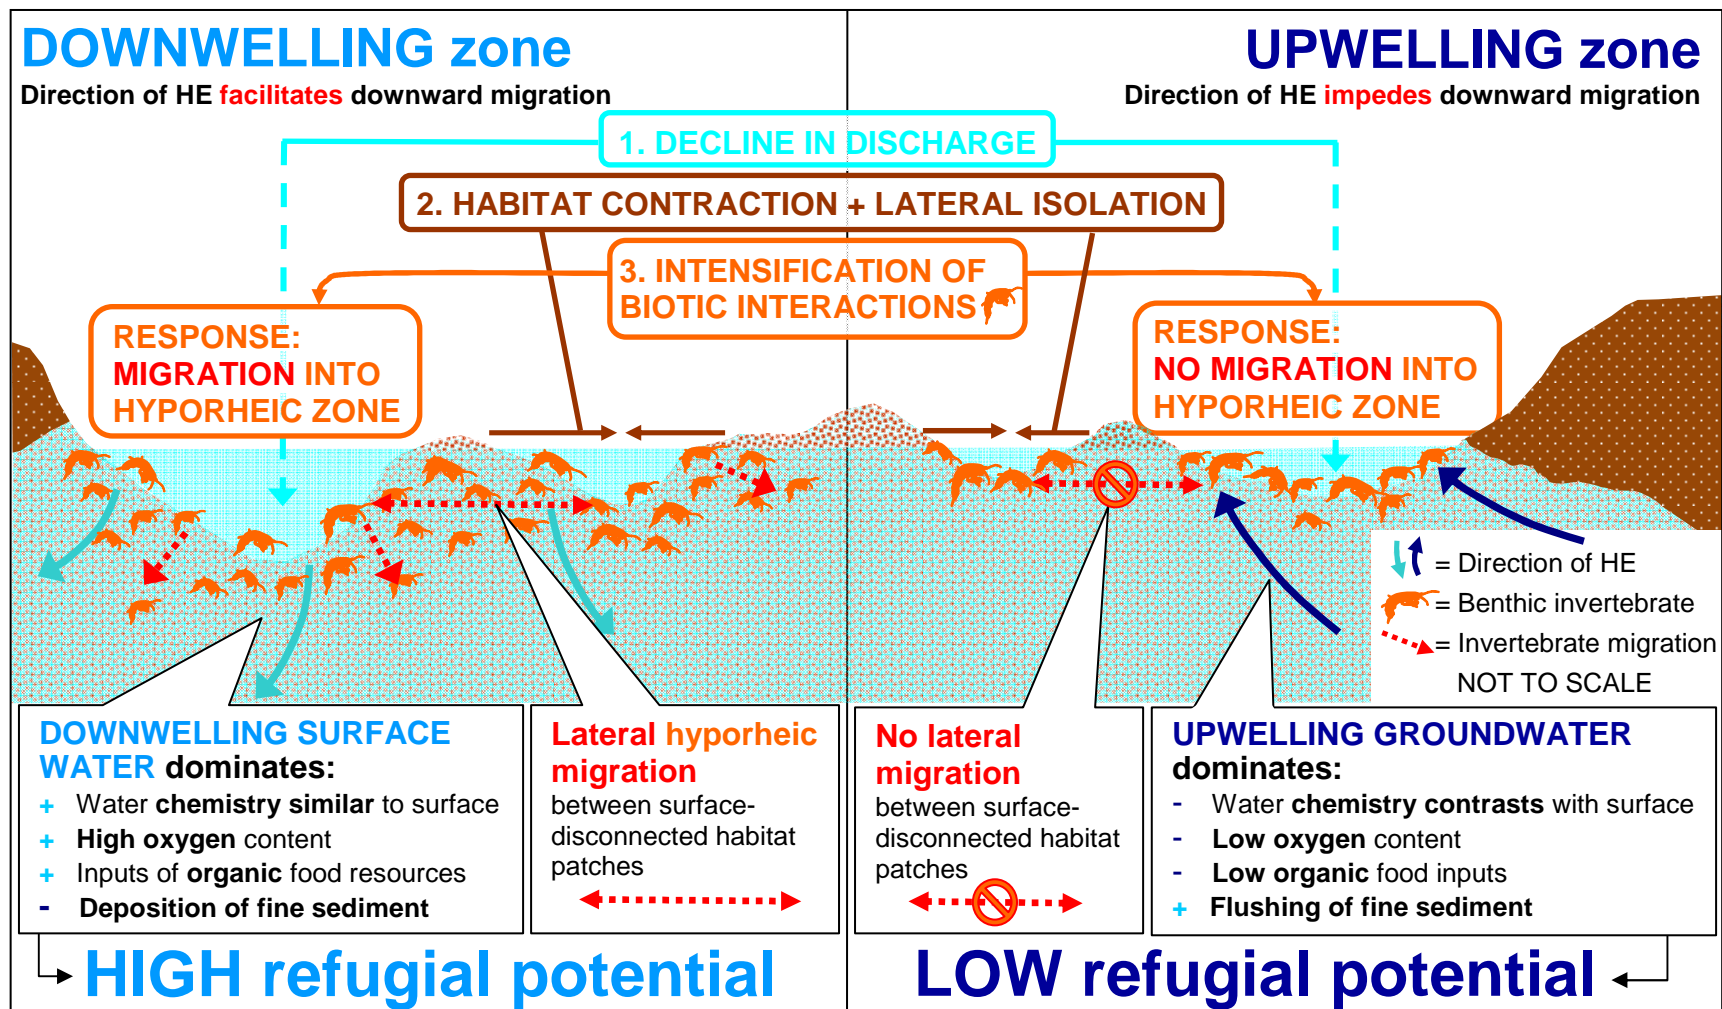 DOWNWELLING zone
Direction of HE facilitates downward migration
UPWELLING zone
Direction of HE impedes downward migration
1. DECLINE IN DISCHARGE
2. HABITAT CONTRACTION + LATERAL ISOLATION
3. INTENSIFICATION OF
BIOTIC INTERACTIONS
RESPONSE:
MIGRATION INTO
HYPORHEIC ZONE
RESPONSE:
NO MIGRATION INTO
HYPORHEIC ZONE
= Direction of HE
= Benthic invertebrate
= Invertebrate migration
NOT TO SCALE
DOWNWELLING SURFACE
WATER dominates:
+ Water chemistry similar to surface
+ High oxygen content
+ Inputs of organic food resources
- Deposition of fine sediment
Lateral hyporheic
migration
between surface-
disconnected habitat
patches
No lateral
migration
between surface-
disconnected habitat
patches
UPWELLING GROUNDWATER
dominates:
- Water chemistry contrasts with surface
- Low oxygen content
- Low organic food inputs
+ Flushing of fine sediment
HIGH refugial potential
LOW refugial potential